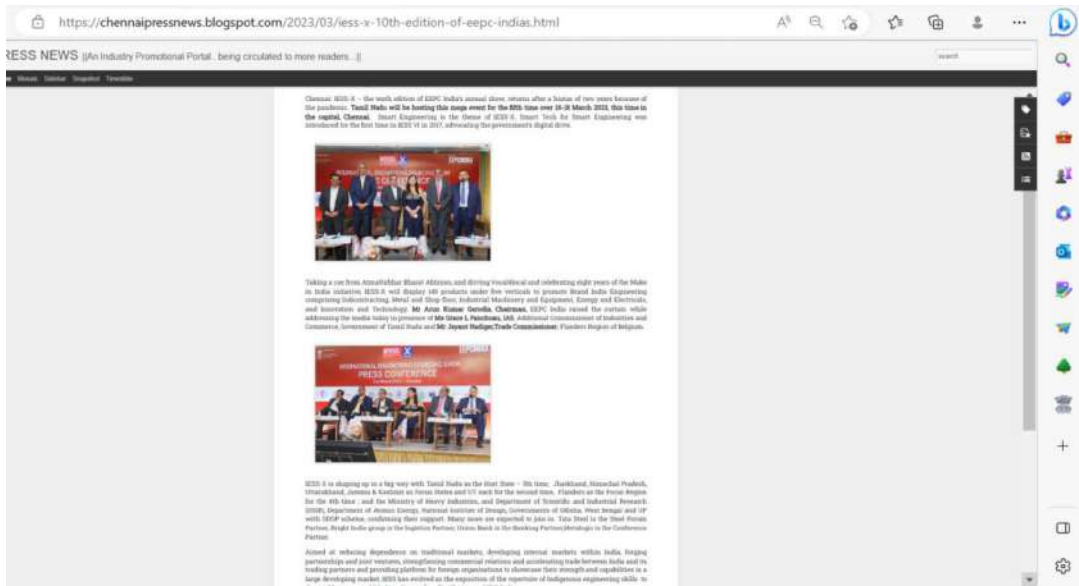 https://chennaipressnews.blogspot.com/2023/03/iess-x-10th-edition-of-eepc-indias.html
RESS NEWS ||An Industry Promotional Portal.. being circulated to more readers...||
search
Mosaic Sidebar Snapshot Timeslide
Chennai: IESS-X – the tenth edition of EEPC India's annual show, returns after a hiatus of two years because of
the pandemic. Tamil Nadu will be hosting this mega event for the fifth time over 16-18 March 2023, this time in
the capital, Chennai. Smart Engineering is the theme of IESS-X. Smart Tech for Smart Engineering was
introduced for the first time in IESS VI in 2017, advocating the government's digital drive.
Taking a cue from Atmanirbhar Bharat Abhiyan, and driving Vocal4local and celebrating eight years of the Make
in India initiative, IESS-X will display products under five verticals to promote Brand India Engineering
comprising Subcontracting, Metal and Shop floor, Industrial Machinery and Equipment, Energy and Electricals,
and Innovation and Technology. Mr Arun Kumar Garodia, Chairman, EEPC India raised the curtain while
addressing the media today in presence of Ms Grace L Pachuau, IAS, Additional Commissioner of Industries and
Commerce, Government of Tamil Nadu and Mr. Jayant Nadiger,Trade Commissioner, Flanders Region of Belgium.
INTERNATIONAL ENGINEERING SOURCING SHOW
PRESS CONFERENCE
IESS-X is shaping up in a big way with Tamil Nadu as the Host State – 5th time; Jharkhand, Himachal Pradesh,
Uttarakhand, Jammu & Kashmir as Focus States and UT each for the second time, Flanders as the Focus Region
for the 4th time ; and the Ministry of Heavy Industries, and Department of Scientific and Industrial Research
(DSIR), Department of Atomic Energy, National Institute of Design, Governments of Odisha, West Bengal and UP
with ODOP scheme, confirming their support. Many more are expected to join in. Tata Steel is the Steel Forum
Partner, Bright India group is the logistics Partner; Union Bank is the Banking Partner;Metalogic is the Conference
Partner.
Aimed at reducing dependence on traditional markets, developing internal markets within India, forging
partnerships and joint ventures, strengthening commercial relations and accelerating trade between India and its
trading partners and providing platform for foreign organisations to showcase their strength and capabilities in a
large developing market, IESS has evolved as the exposition of the repertoire of indigenous engineering skills to